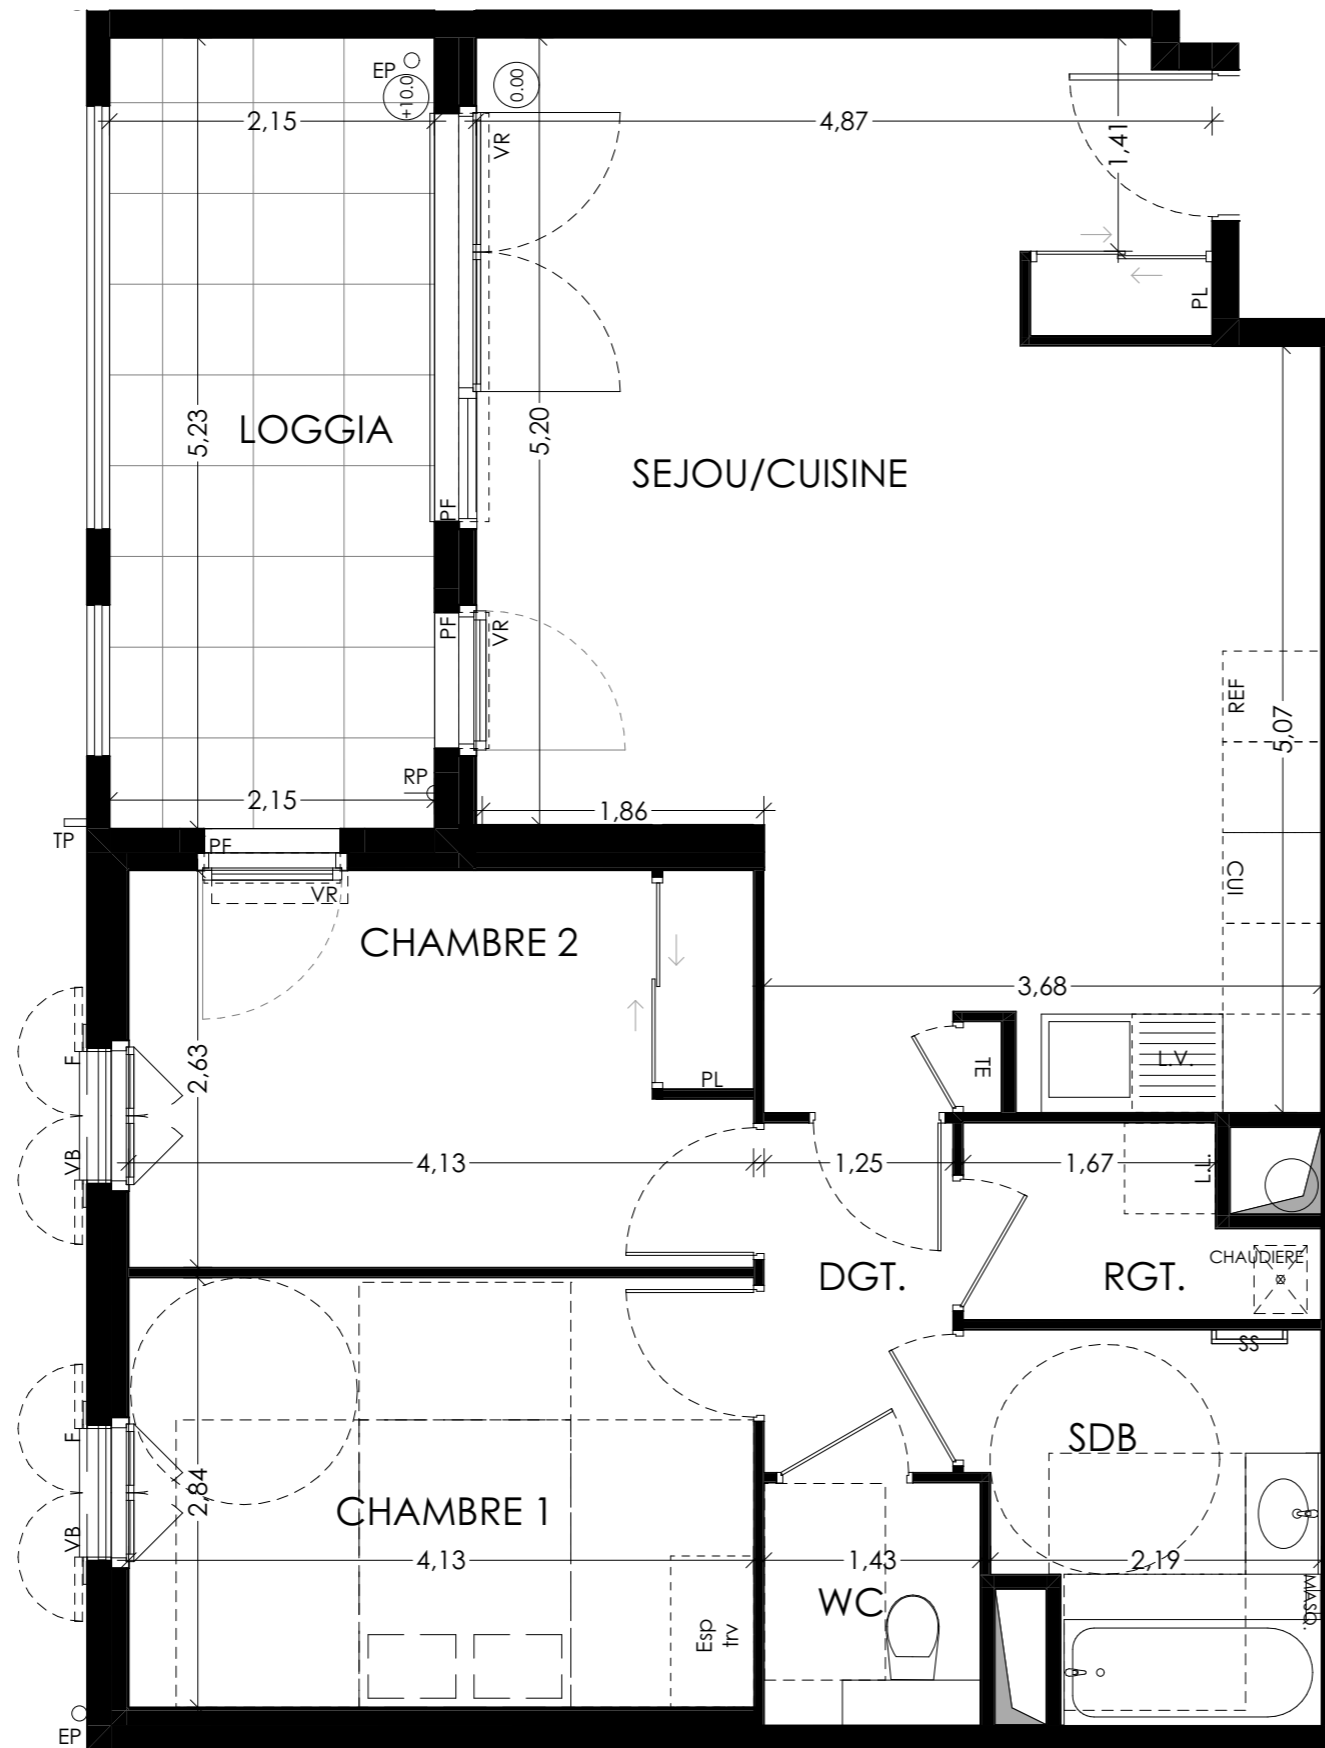 EP
+10.0
0.00
2,15
4,87
1,41
VR
PL
5,23
LOGGIA
5,20
SEJOU/CUISINE
PF
PF
VR
REF
5,07
RP
2,15
1,86
TP
PF
VR
CUI
CHAMBRE 2
3,68
F
2,63
PL
TE
L.V.
VB
4,13
1,25
1,67
L.L.
DGT.
RGT.
CHAUDIERE
SS
F
SDB
2,84
CHAMBRE 1
VB
4,13
1,43
2,19
WC
MASQ.
Esp
trv
EP